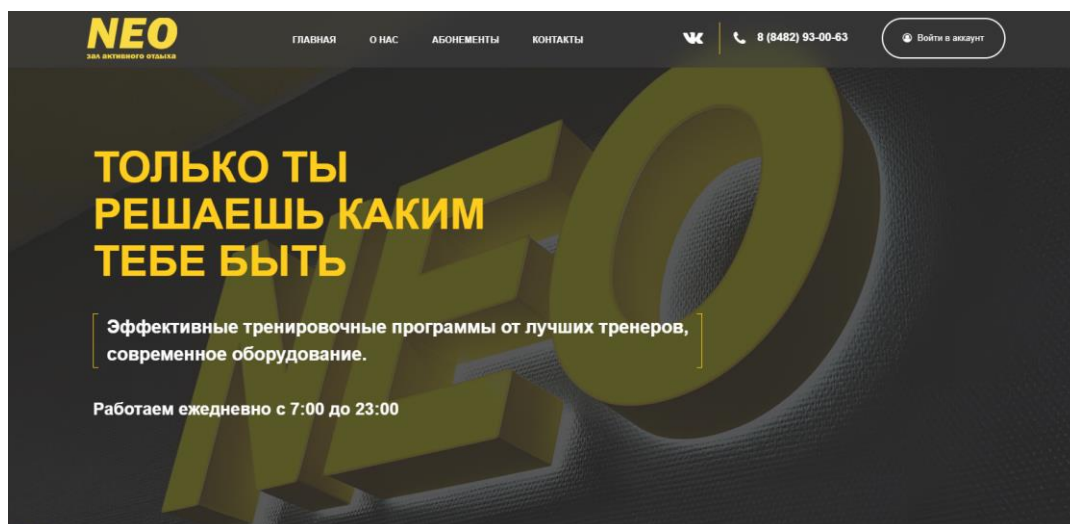 NEO
зал активного отдыха
ГЛАВНАЯ О НАС АБОНЕМЕНТЫ КОНТАКТЫ
8 (8482) 93-00-63
Войти в аккаунт
ТОЛЬКО ТЫ
РЕШАЕШЬ КАКИМ
ТЕБЕ БЫТЬ
Эффективные тренировочные программы от лучших тренеров,
современное оборудование.
Работаем ежедневно с 7:00 до 23:00
NEO